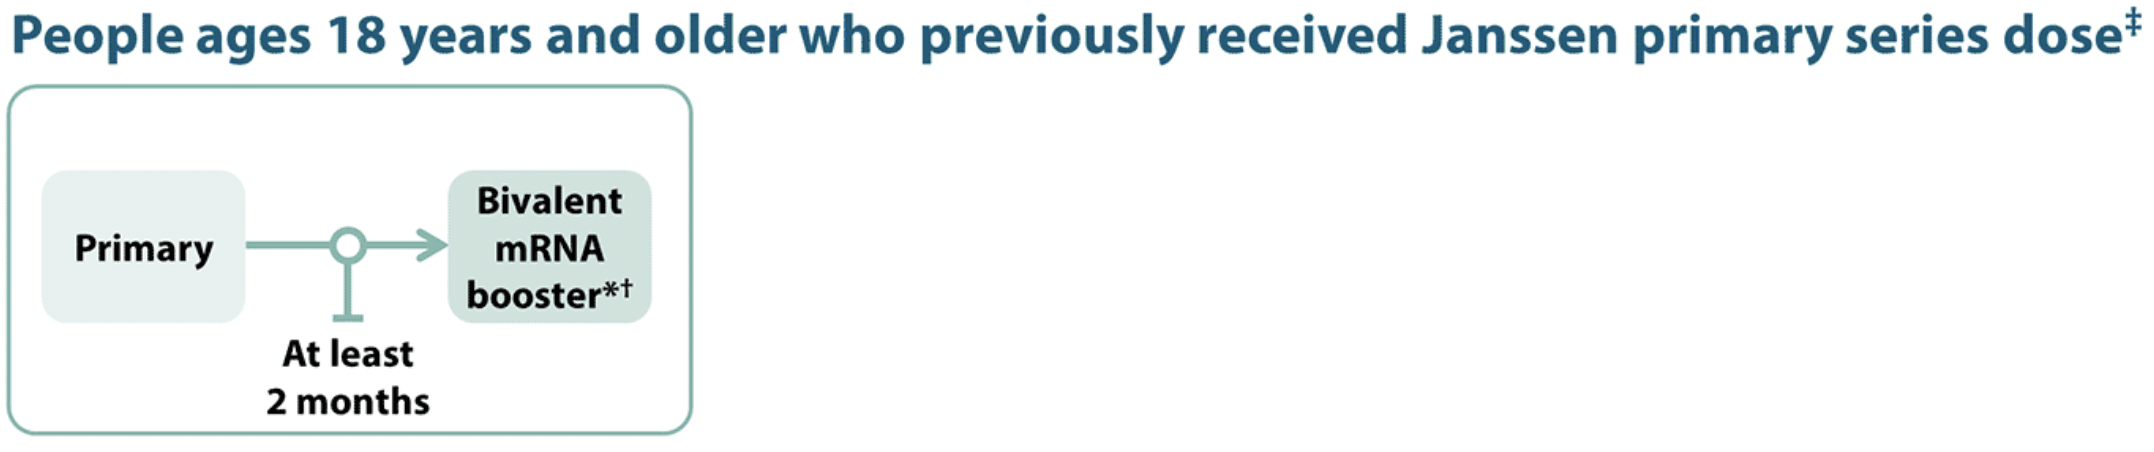 People ages 18 years and older who previously received Janssen primary series dose‡
Primary
Bivalent
mRNA
booster*†
At least
2 months